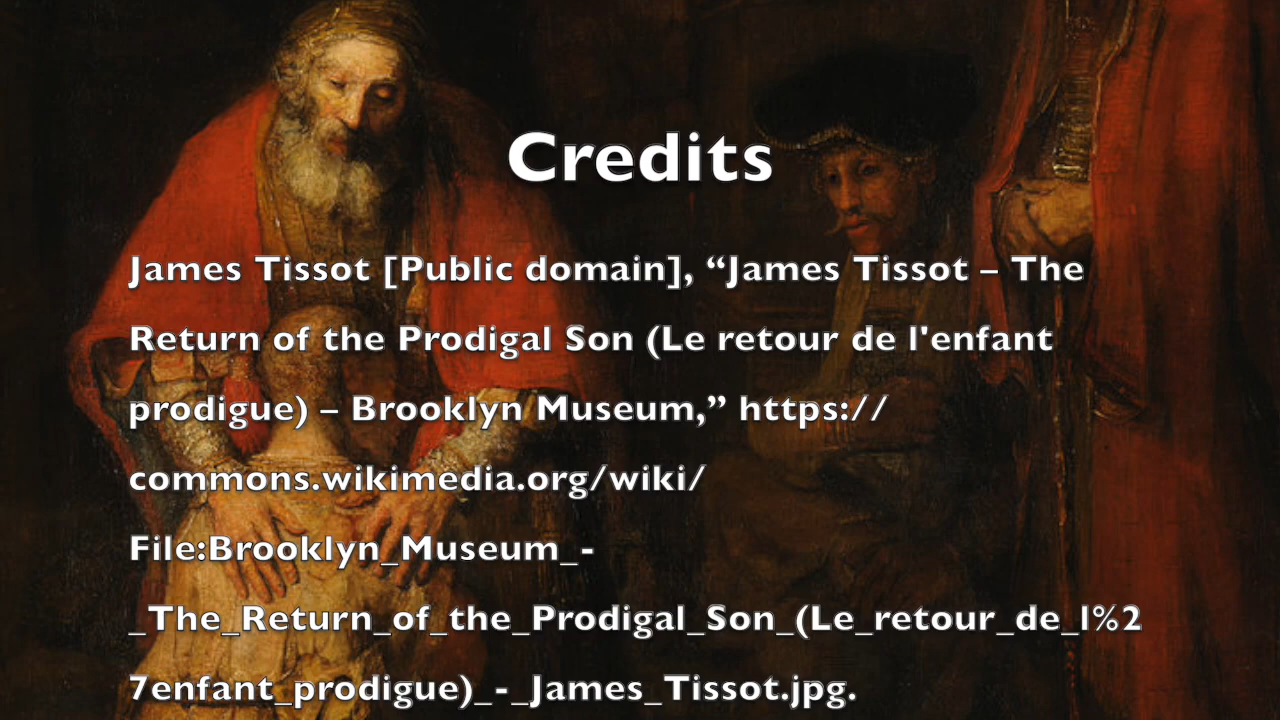 Credits
James Tissot [Public domain], “James Tissot – The
Return of the Prodigal Son (Le retour de l'enfant
prodigue) – Brooklyn Museum,” https://
commons.wikimedia.org/wiki/
File:Brooklyn_Museum_-
_The_Return_of_the_Prodigal_Son_(Le_retour_de_l%2
7enfant_prodigue)_-_James_Tissot.jpg.